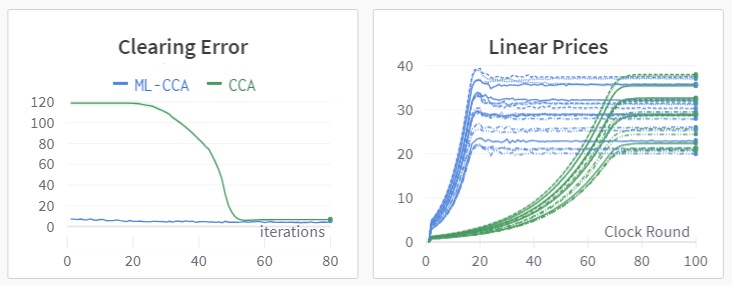 Clearing Error
ML-CCA CCA
120
100
80
60
40
20
0
iterations
0 20 40 60 80
Linear Prices
40
30
20
10
0
Clock Round
0 20 40 60 80 100